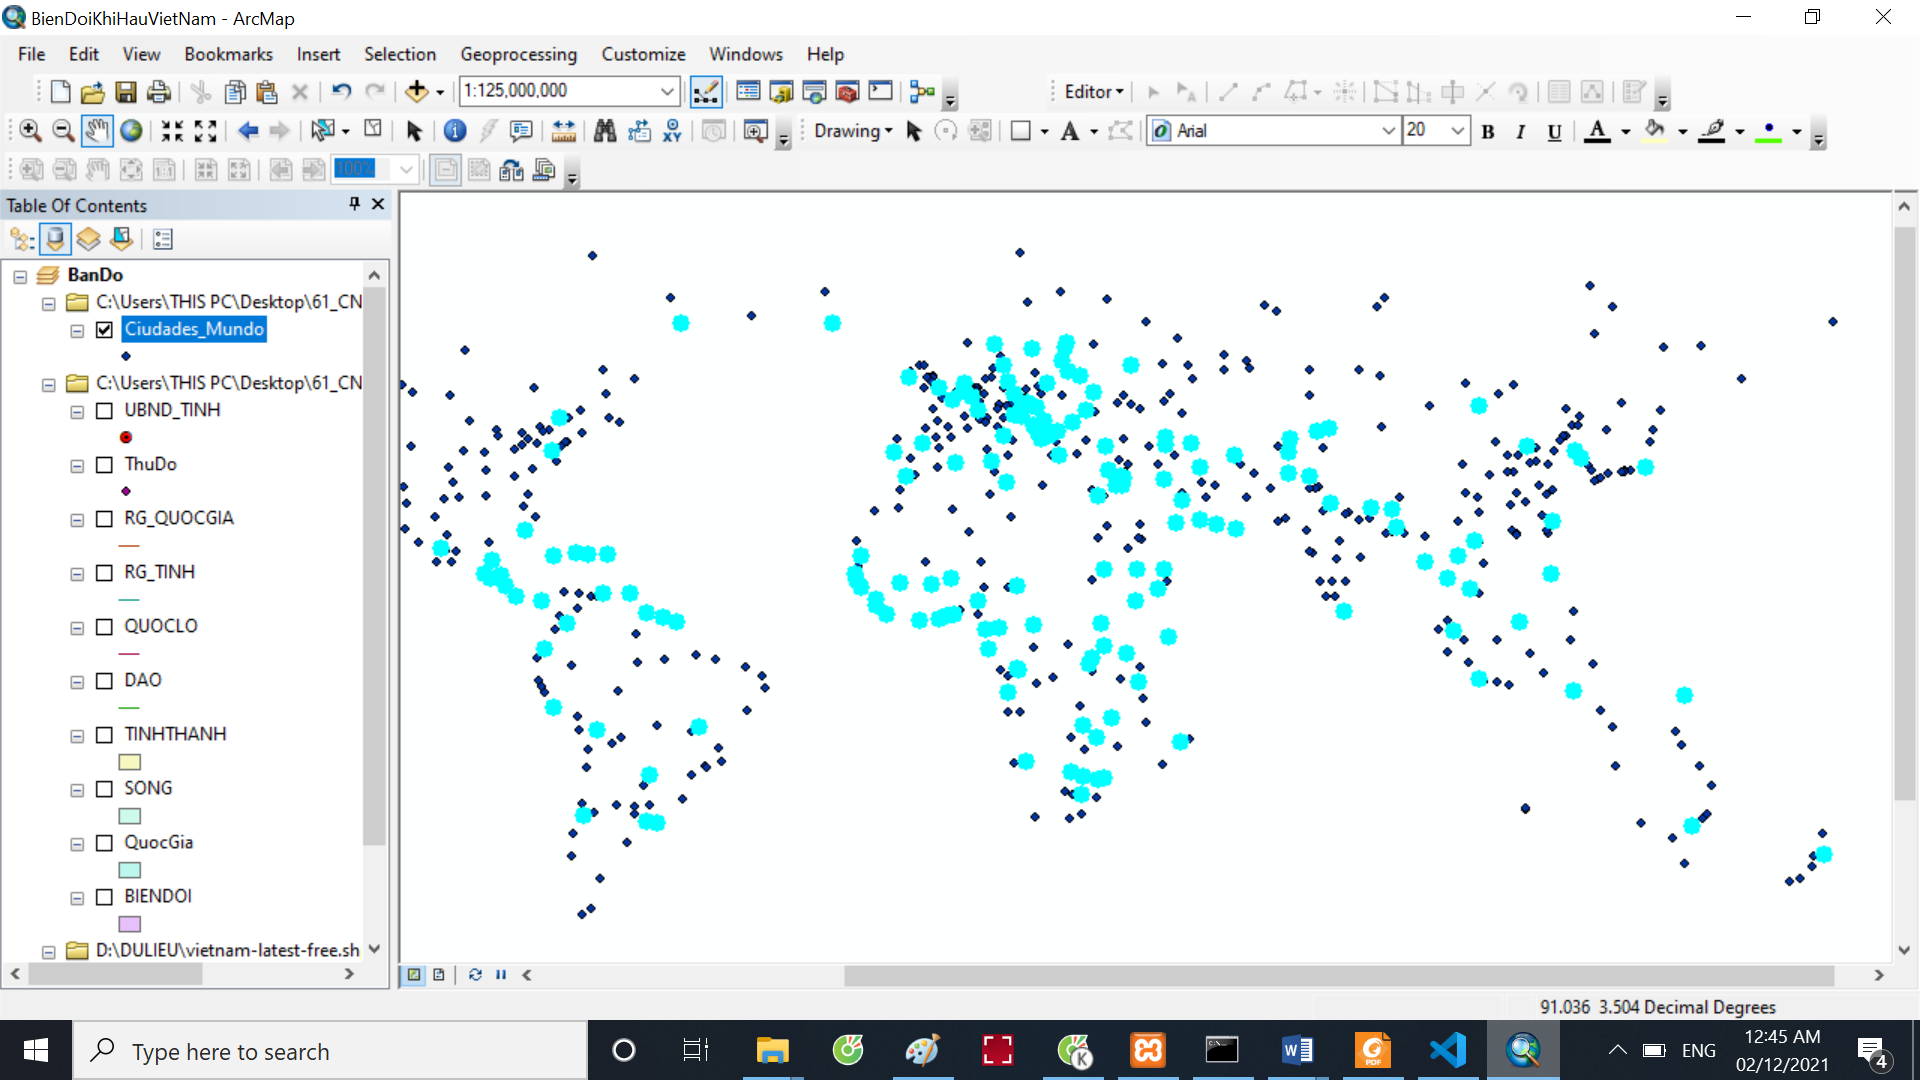 BienDoiKhiHauVietNam - ArcMap
File Edit View Bookmarks Insert Selection Geoprocessing Customize Windows Help
1:125,000,000
Editor
Drawing
Arial
20
B I U A
100%
Table Of Contents
BanDo
C:\Users\THIS PC\Desktop\61_CN
Ciudades_Mundo
C:\Users\THIS PC\Desktop\61_CN
UBND_TINH
ThuDo
RG_QUOCGIA
RG_TINH
QUOCLO
DAO
TINHTHANH
SONG
QuocGia
BIENDOI
D:\DULIEU\vietnam-latest-free.sh
91.036 3.504 Decimal Degrees
Type here to search
ENG
12:45 AM
02/12/2021
4